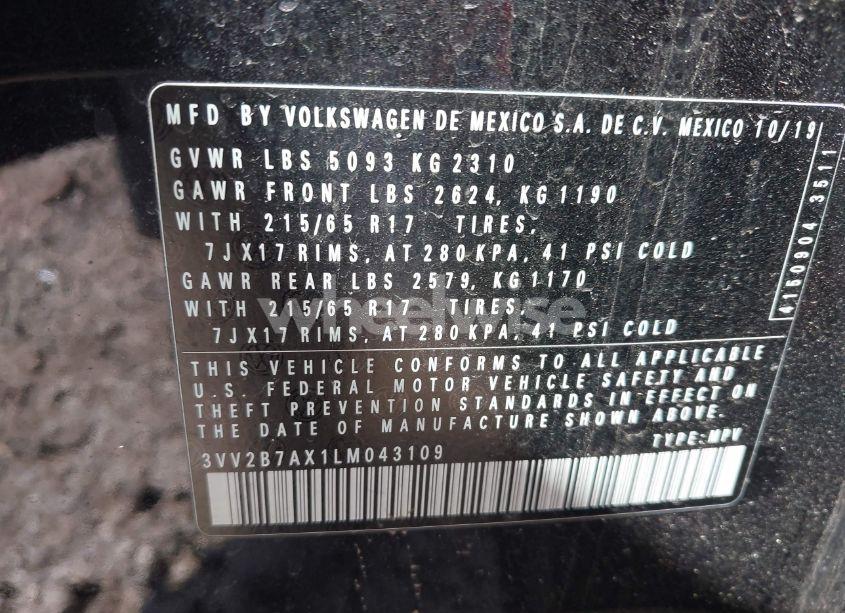 MFD BY VOLKSWAGEN DE MEXICO S.A. DE C.V. MEXICO 10/19
GVWR LBS 5093 KG 2310
GAWR FRONT LBS 2624, KG 1190
WITH 215/65 R17 TIRES,
7JX17 RIMS, AT 280 KPA, 41 PSI COLD
GAWR REAR LBS 2579, KG 1170
WITH 215/65 R17 TIRES,
7JX17 RIMS, AT 280 KPA, 41 PSI COLD
THIS VEHICLE CONFORMS TO ALL APPLICABLE
U.S. FEDERAL MOTOR VEHICLE SAFETY AND
THEFT PREVENTION STANDARDS IN EFFECT ON
THE DATE OF MANUFACTURE SHOWN ABOVE.
TYPE:MPV
3VV2B7AX1LM043109
4160904 3511
wheelwise